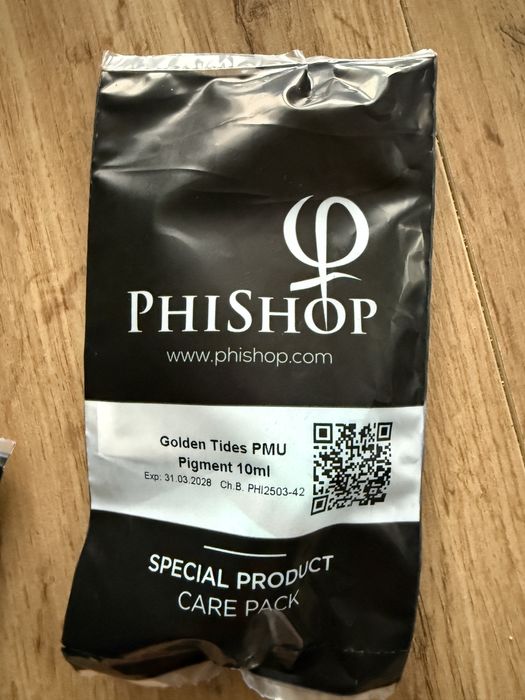 PHISHOP
www.phishop.com
Golden Tides PMU
Pigment 10ml
Exp: 31.03.2028 Ch.B. PHI2503-42
SPECIAL PRODUCT
CARE PACK